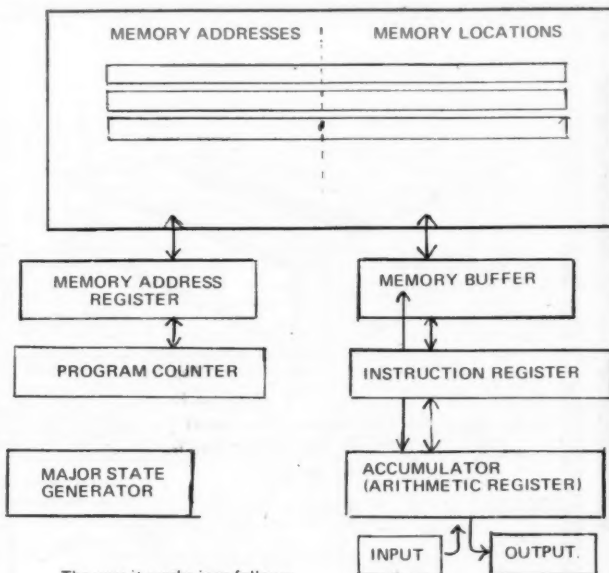 MEMORY ADDRESSES
MEMORY LOCATIONS
MEMORY ADDRESS
REGISTER
MEMORY BUFFER
PROGRAM COUNTER
INSTRUCTION REGISTER
MAJOR STATE
GENERATOR
ACCUMULATOR
(ARITHMETIC REGISTER)
INPUT
OUTPUT.